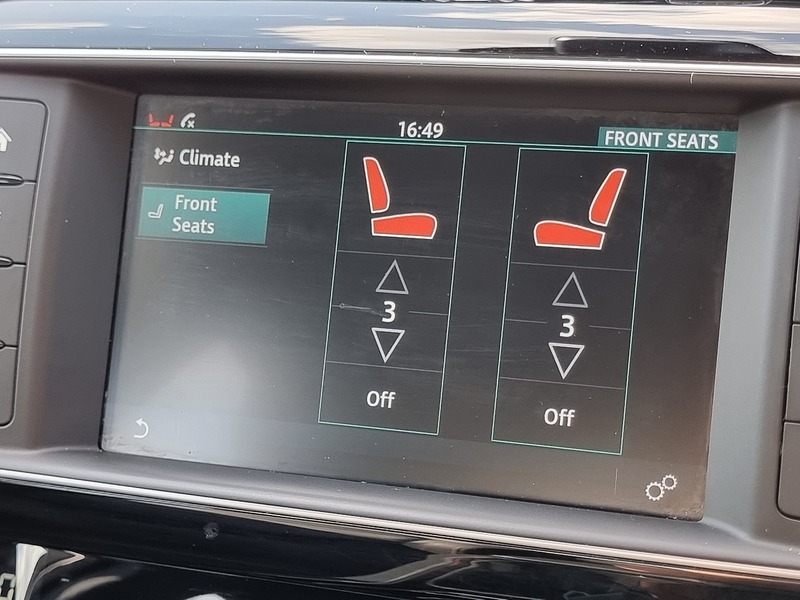 16:49
FRONT SEATS
Climate
Front
Seats
3
3
Off
Off